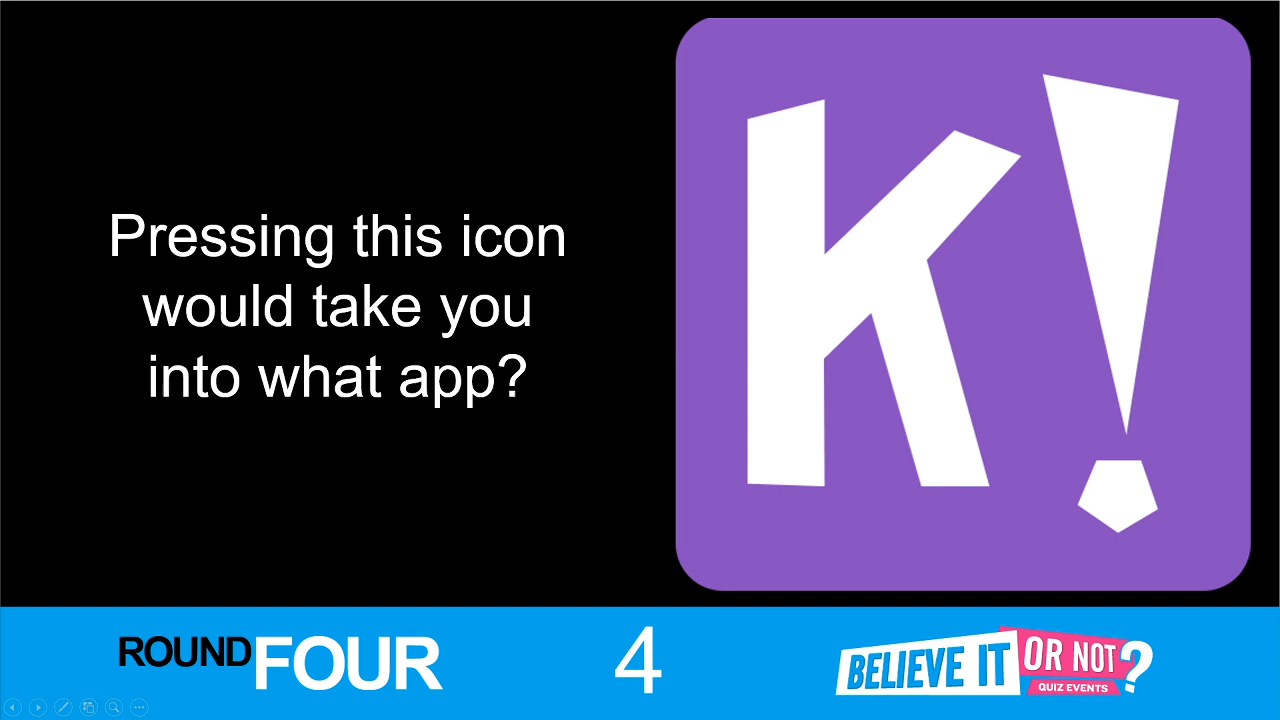 Pressing this icon
would take you
into what app?
K!
ROUND FOUR
4
BELIEVE IT OR NOT?
QUIZ EVENTS